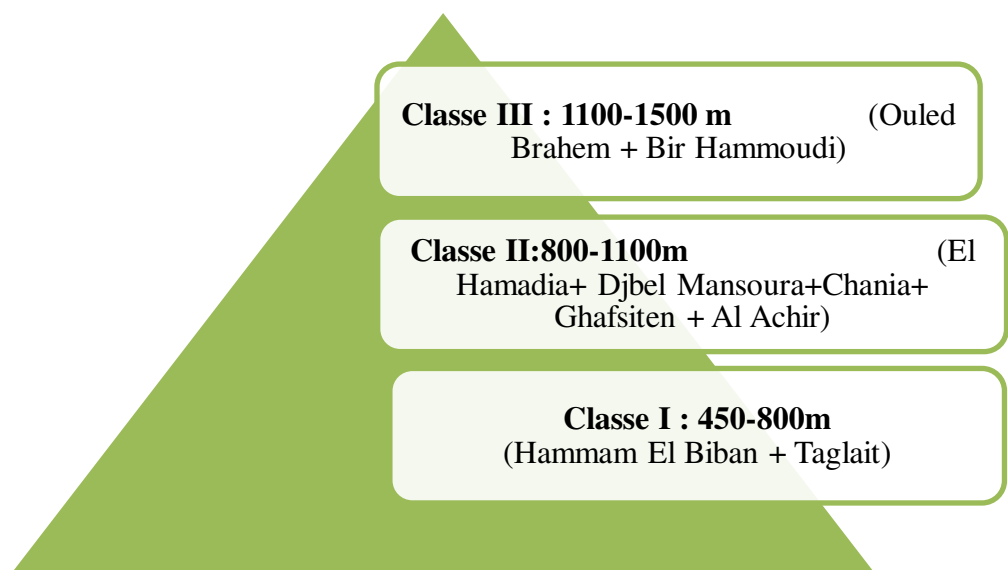 Classe III : 1100-1500 m (Ouled
Brahem + Bir Hammoudi)
Classe II:800-1100m (El
Hamadia+ Djbel Mansoura+Chania+
Ghafsiten + Al Achir)
Classe I : 450-800m
(Hammam El Biban + Taglait)